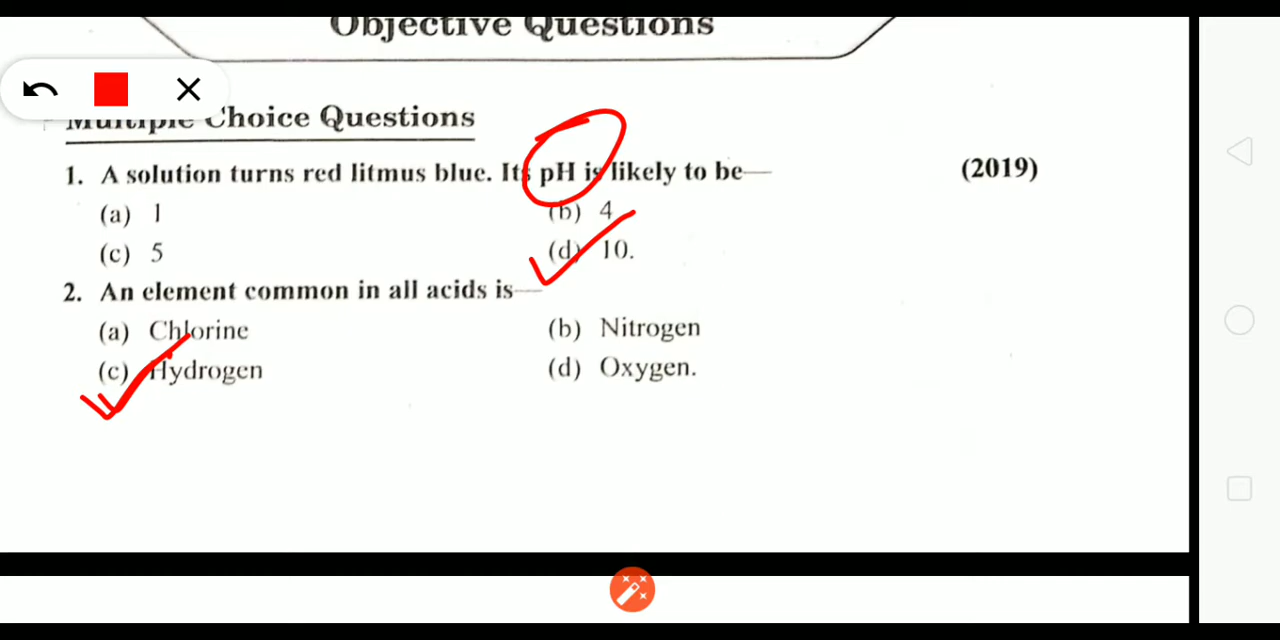 Objective Questions
Multiple Choice Questions
1. A solution turns red litmus blue. Its pH is likely to be— (2019)
(a) 1 (b) 4
(c) 5 (d) 10.
2. An element common in all acids is—
(a) Chlorine (b) Nitrogen
(c) Hydrogen (d) Oxygen.